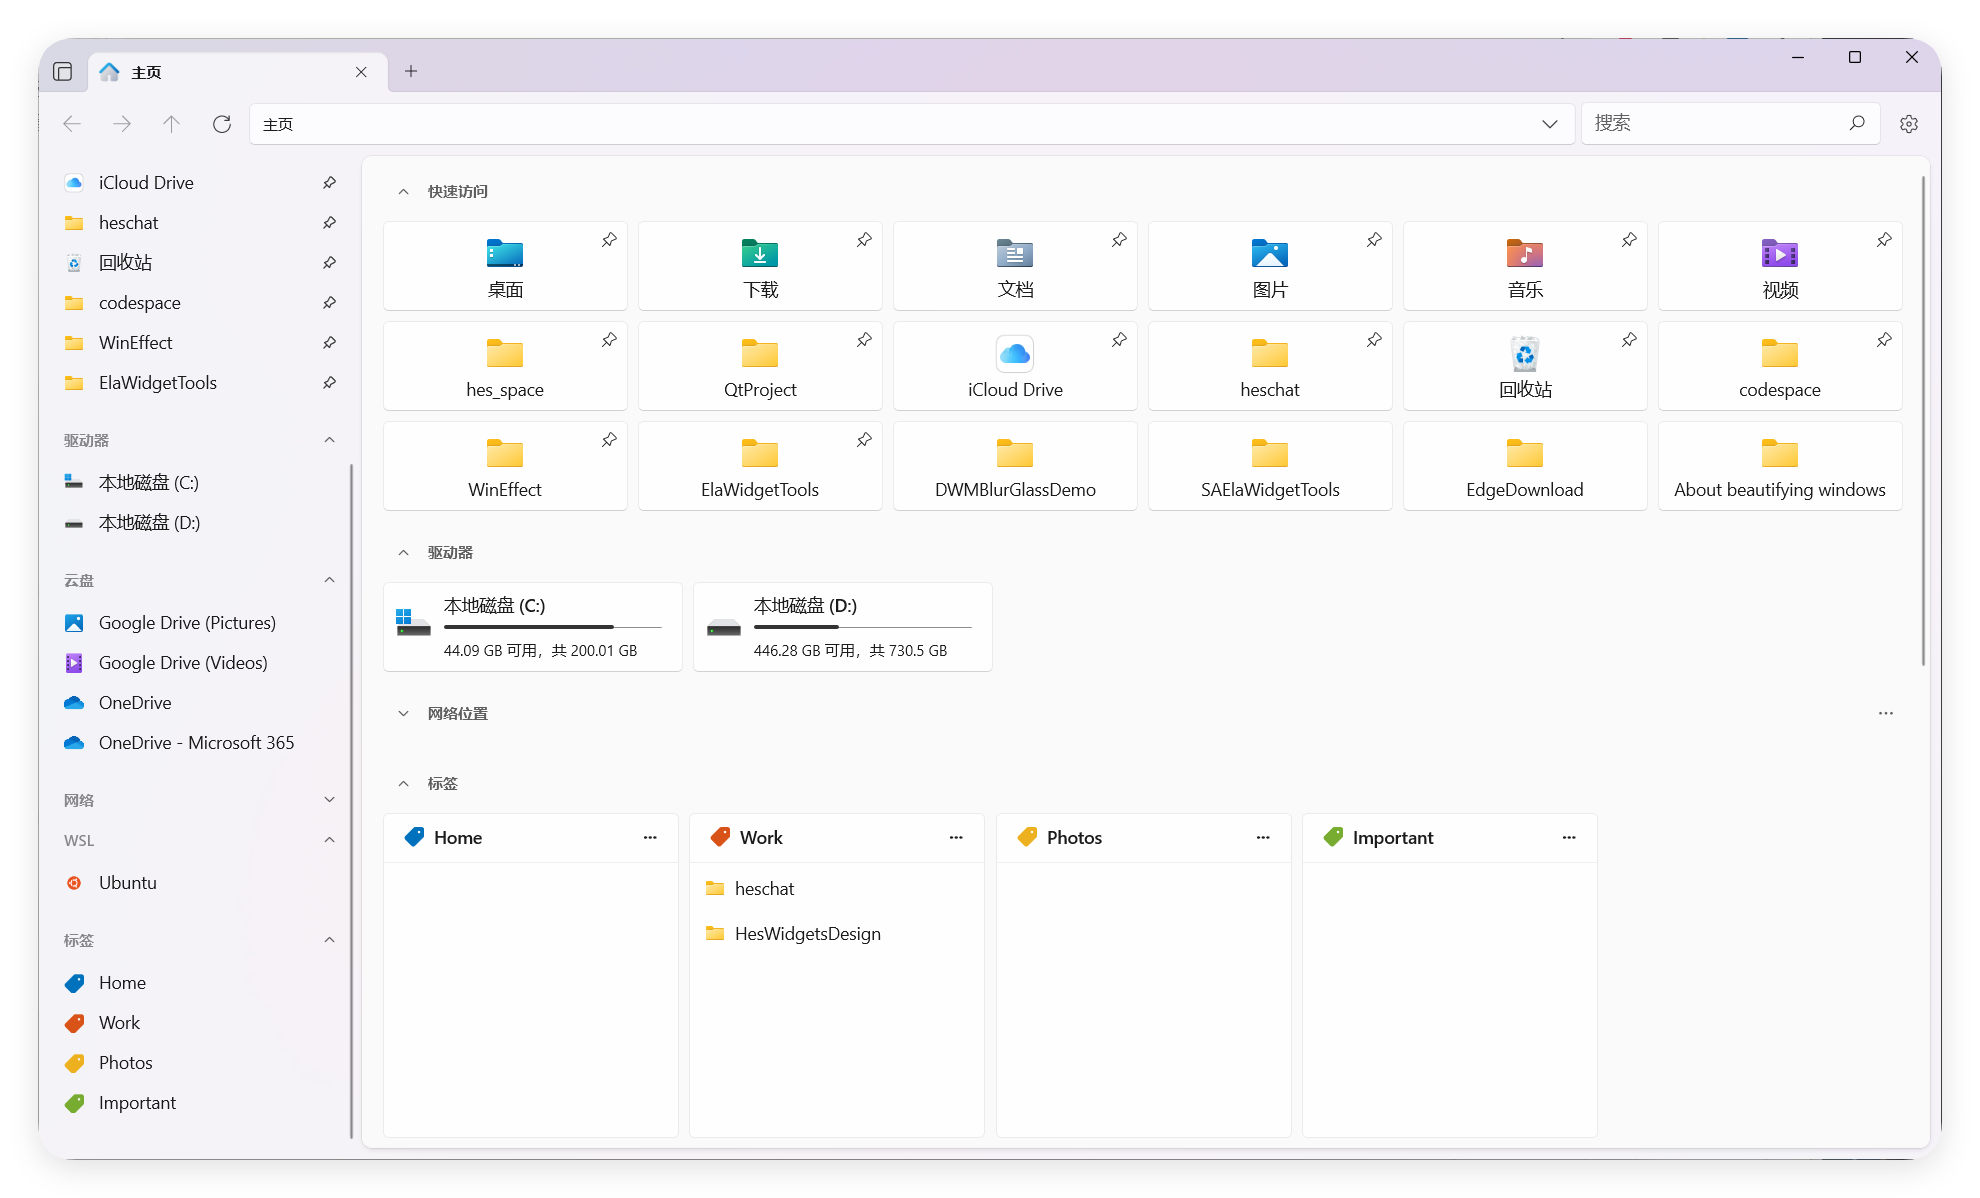 主页
主页
搜索
iCloud Drive
heschat
回收站
codespace
WinEffect
ElaWidgetTools
驱动器
本地磁盘 (C:)
本地磁盘 (D:)
云盘
Google Drive (Pictures)
Google Drive (Videos)
OneDrive
OneDrive - Microsoft 365
网络
WSL
Ubuntu
标签
Home
Work
Photos
Important
快速访问
桌面
下载
文档
图片
音乐
视频
hes_space
QtProject
iCloud Drive
heschat
回收站
codespace
WinEffect
ElaWidgetTools
DWMBlurGlassDemo
SAElaWidgetTools
EdgeDownload
About beautifying windows
驱动器
本地磁盘 (C:)
44.09 GB 可用，共 200.01 GB
本地磁盘 (D:)
446.28 GB 可用，共 730.5 GB
网络位置
标签
Home
Work
heschat
HesWidgetsDesign
Photos
Important